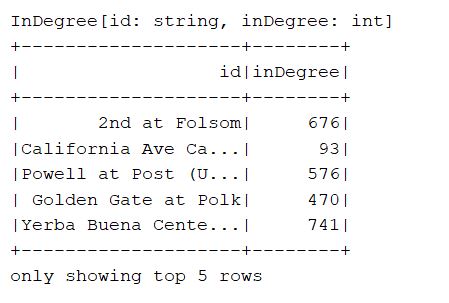 InDegree[id: string, inDegree: int]
+--------------------+--------+
|                  id|inDegree|
+--------------------+--------+
|       2nd at Folsom|     676|
|California Ave Ca...|      93|
|Powell at Post (U...|     576|
| Golden Gate at Polk|     470|
|Yerba Buena Cente...|     741|
+--------------------+--------+
only showing top 5 rows